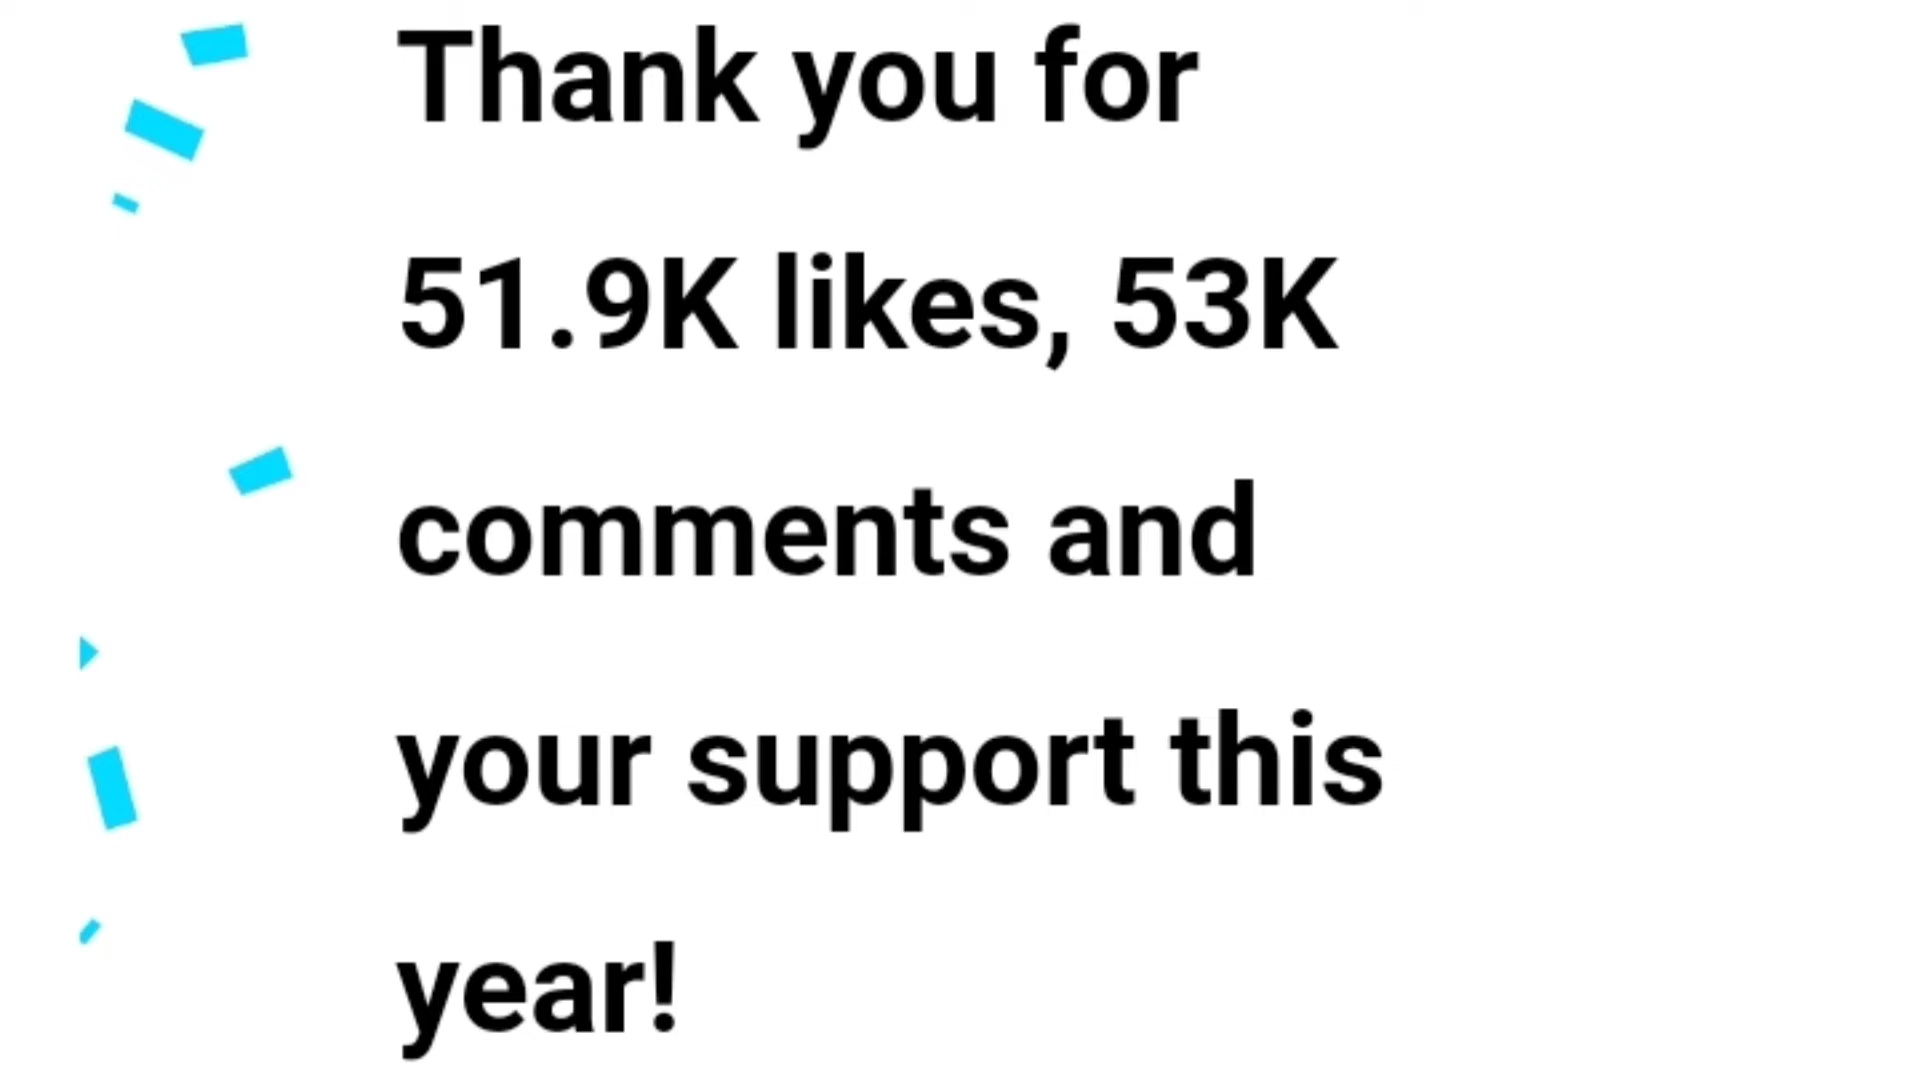 Thank you for
51.9K likes, 53K
comments and
your support this
year!